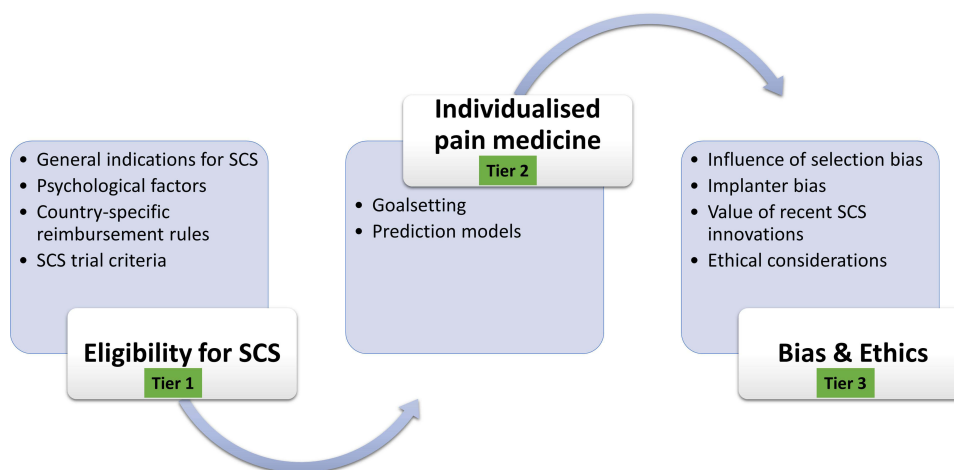 • General indications for SCS
• Psychological factors
• Country-specific
reimbursement rules
• SCS trial criteria
Eligibility for SCS
Tier 1
Individualised
pain medicine
Tier 2
• Goalsetting
• Prediction models
• Influence of selection bias
• Implanter bias
• Value of recent SCS
innovations
• Ethical considerations
Bias & Ethics
Tier 3